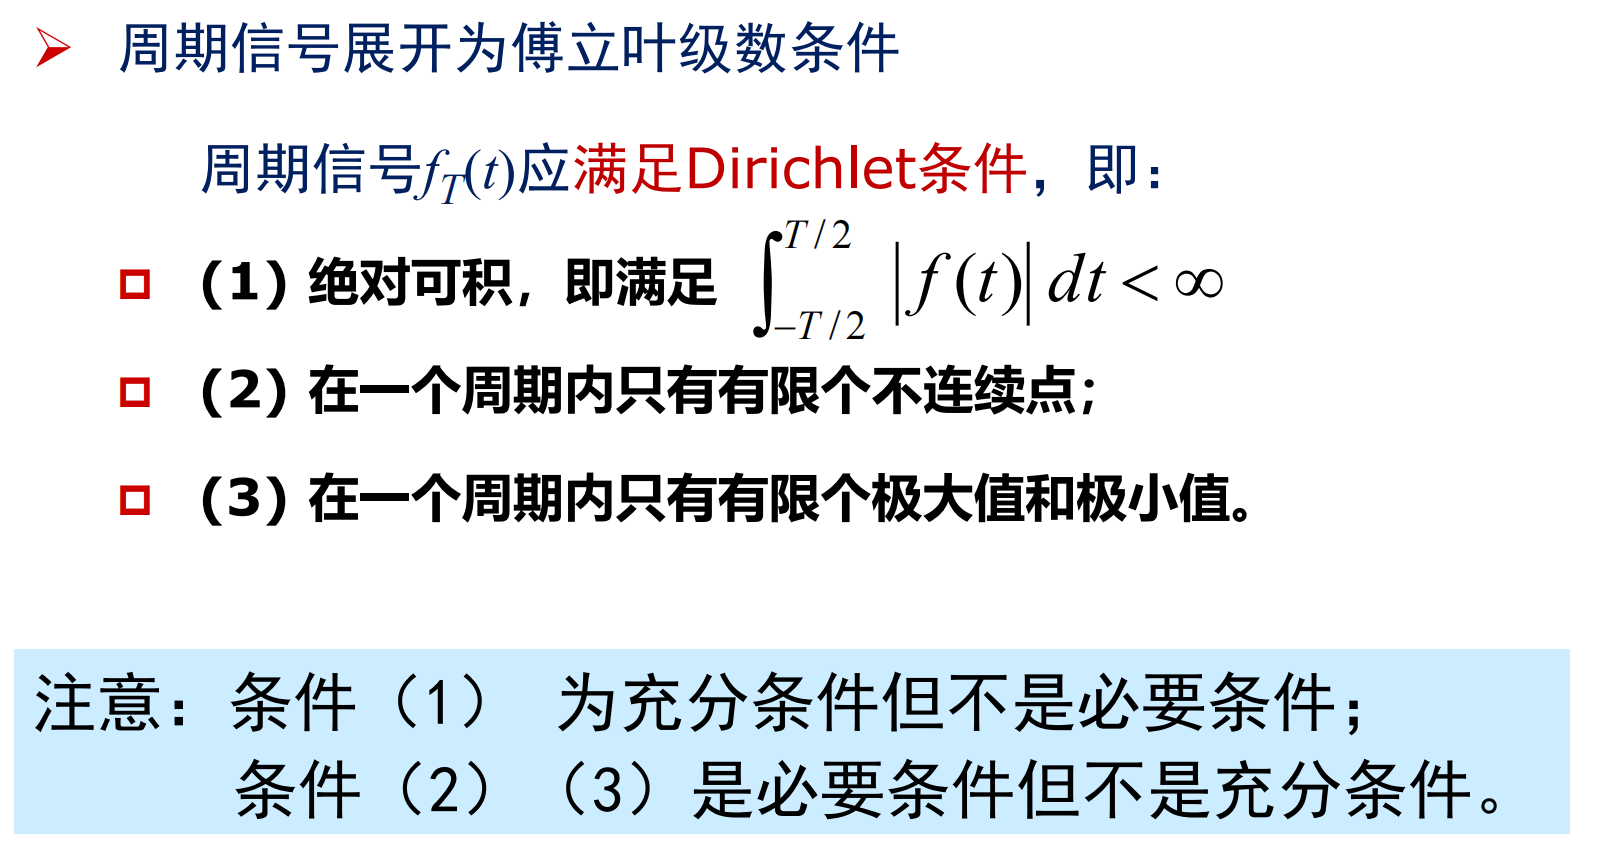 周期信号展开为傅立叶级数条件
周期信号f_T(t)应满足Dirichlet条件，即：
(1) 绝对可积，即满足 ∫_{-T/2}^{T/2} |f(t)| dt < ∞
(2) 在一个周期内只有有限个不连续点；
(3) 在一个周期内只有有限个极大值和极小值。
注意：条件（1） 为充分条件但不是必要条件；
条件（2）（3）是必要条件但不是充分条件。